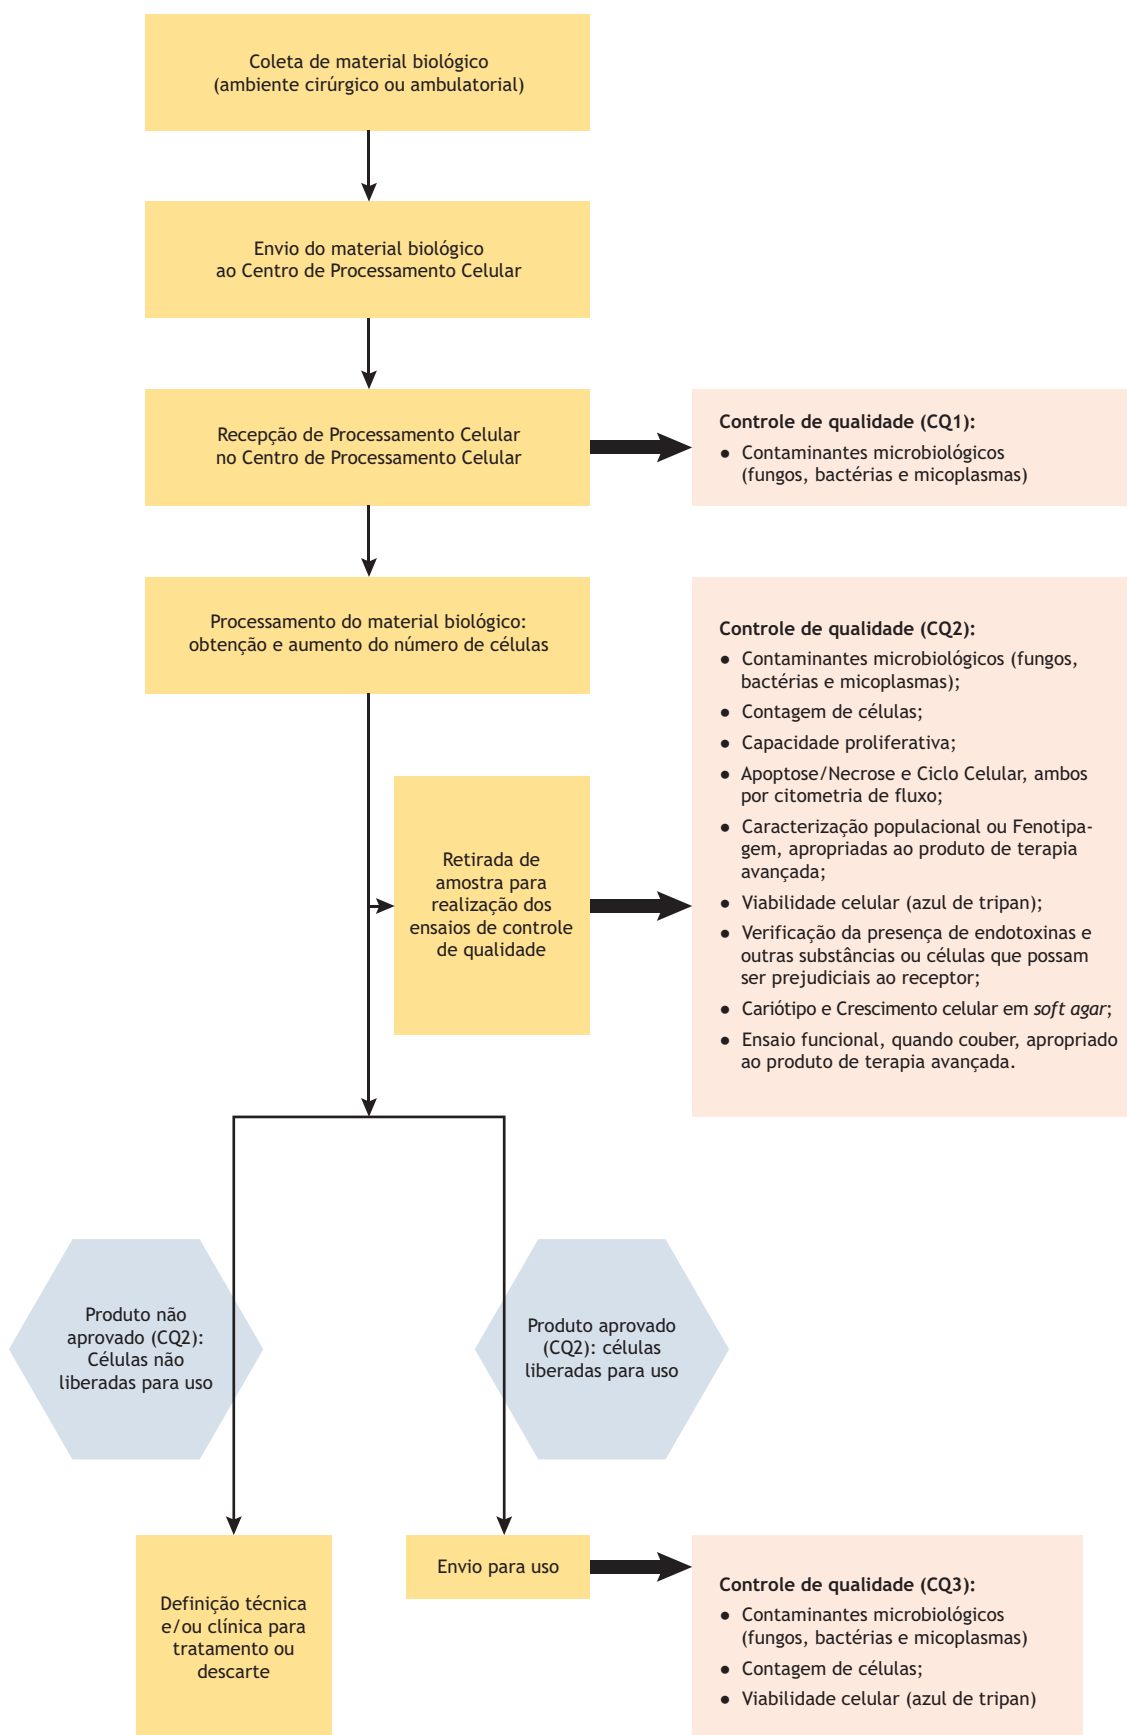 Coleta de material biológico
(ambiente cirúrgico ou ambulatorial)
Envio do material biológico
ao Centro de Processamento Celular
Recepção de Processamento Celular
no Centro de Processamento Celular
Controle de qualidade (CQ1):
● Contaminantes microbiológicos
(fungos, bactérias e micoplasmas)
Processamento do material biológico:
obtenção e aumento do número de células
Retirada de
amostra para
realização dos
ensaios de controle
de qualidade
Controle de qualidade (CQ2):
● Contaminantes microbiológicos (fungos,
bactérias e micoplasmas);
● Contagem de células;
● Capacidade proliferativa;
● Apoptose/Necrose e Ciclo Celular, ambos
por citometria de fluxo;
● Caracterização populacional ou Fenotipa-
gem, apropriadas ao produto de terapia
avançada;
● Viabilidade celular (azul de tripan);
● Verificação da presença de endotoxinas e
outras substâncias ou células que possam
ser prejudiciais ao receptor;
● Cariótipo e Crescimento celular em soft agar;
● Ensaio funcional, quando couber, apropriado
ao produto de terapia avançada.
Produto não
aprovado (CQ2):
Células não
liberadas para uso
Produto aprovado
(CQ2): células
liberadas para uso
Definição técnica
e/ou clínica para
tratamento ou
descarte
Envio para uso
Controle de qualidade (CQ3):
● Contaminantes microbiológicos
(fungos, bactérias e micoplasmas)
● Contagem de células;
● Viabilidade celular (azul de tripan)